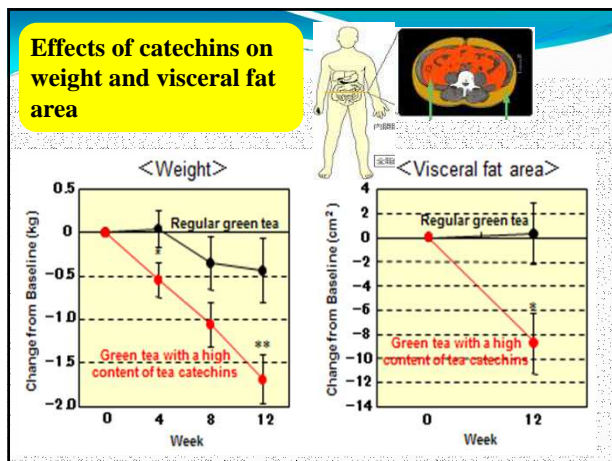 Effects of catechins on
weight and visceral fat
area
<Weight>
Change from Baseline (kg)
0.5
0
−0.5
−1.0
−1.5
−2.0
Regular green tea
*
**
Green tea with a high
content of tea catechins
0 4 8 12
Week
<Visceral fat area>
Change from Baseline (cm²)
4
2
0
−2
−4
−6
−8
−10
−12
−14
Regular green tea
*
Green tea with a high
content of tea catechins
0 12
Week